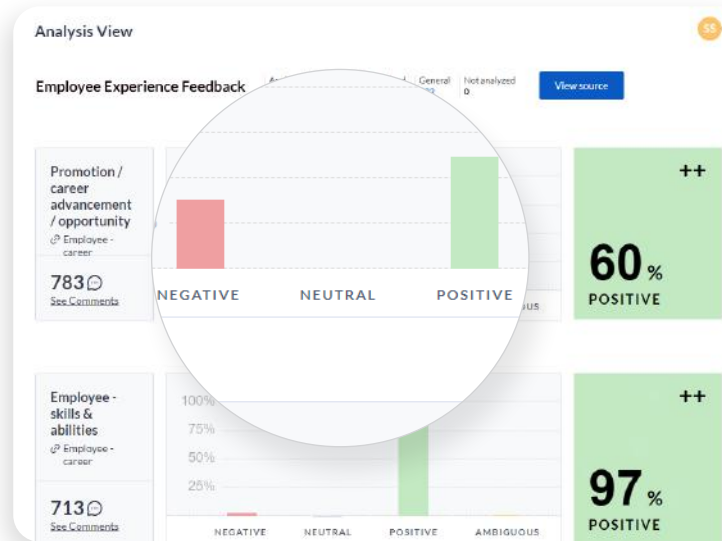 Analysis View
SS
Employee Experience Feedback
General
Not analyzed
0
View source
Promotion /
career
advancement
/ opportunity
Employee -
career
783
See Comments
NEGATIVE NEUTRAL POSITIVE
++
60 %
POSITIVE
Employee -
skills &
abilities
Employee -
career
713
See Comments
100%
75%
50%
25%
NEGATIVE NEUTRAL POSITIVE AMBIGUOUS
++
97 %
POSITIVE